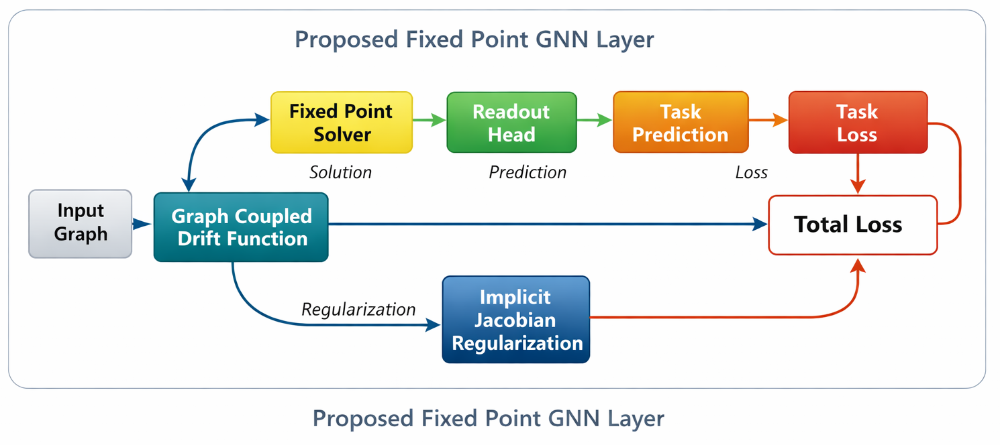 Proposed Fixed Point GNN Layer
Fixed Point
Solver
Readout
Head
Task
Prediction
Task
Loss
Solution
Prediction
Loss
Input
Graph
Graph Coupled
Drift Function
Total Loss
Regularization
Implicit
Jacobian
Regularization
Proposed Fixed Point GNN Layer